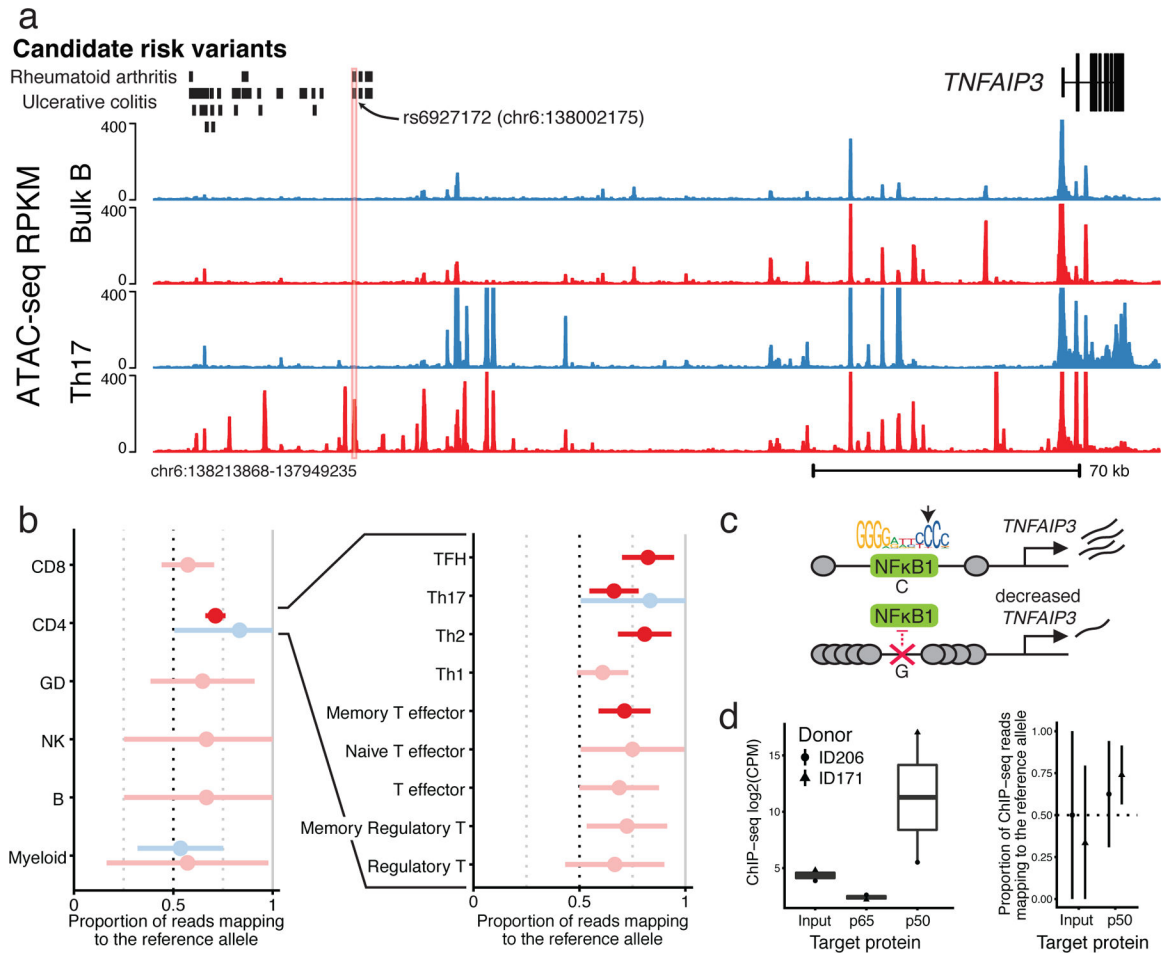 a
Candidate risk variants
Rheumatoid arthritis
Ulcerative colitis
rs6927172 (chr6:138002175)
TNFAIP3
ATAC-seq RPKM
Bulk B
Th17
400
0
400
0
400
0
400
0
chr6:138213868-137949235
70 kb
b
CD8
CD4
GD
NK
B
Myeloid
0 0.5 1
Proportion of reads mapping
to the reference allele
TFH
Th17
Th2
Th1
Memory T effector
Naive T effector
T effector
Memory Regulatory T
Regulatory T
0 0.5 1
Proportion of reads mapping
to the reference allele
c
GGGGATTCCCC
TNFAIP3
NFκB1
C
decreased
NFκB1
TNFAIP3
G
d
ChIP-seq log2(CPM)
15
10
5
Donor
ID206
ID171
Input p65 p50
Target protein
Proportion of ChIP-seq reads
mapping to the reference allele
1.00
0.75
0.50
0.25
0.00
Input p50
Target protein